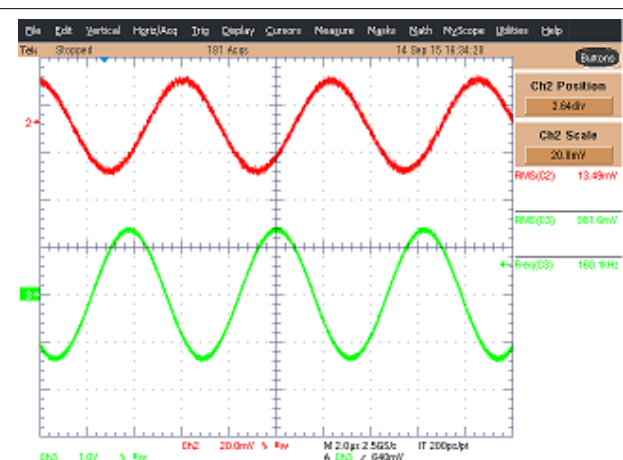 File Edit Vertical Horiz/Acq Trig Display Cursors Measure Masks Math MyScope Utilities Help
Tek Stopped 181 Acqs 14 Sep 15 16:34:20
Buttons
Ch2 Position
2.64div
Ch2 Scale
20.0mV
RMS(C2) 13.49mV
RMS(C3) 981.6mV
Freq(C3) 160.1kHz
2
3
Ch2 20.0mV M 2.0µs 2.5GS/s IT 200ps/pt
Ch3 1.0V A Ch3 640mV